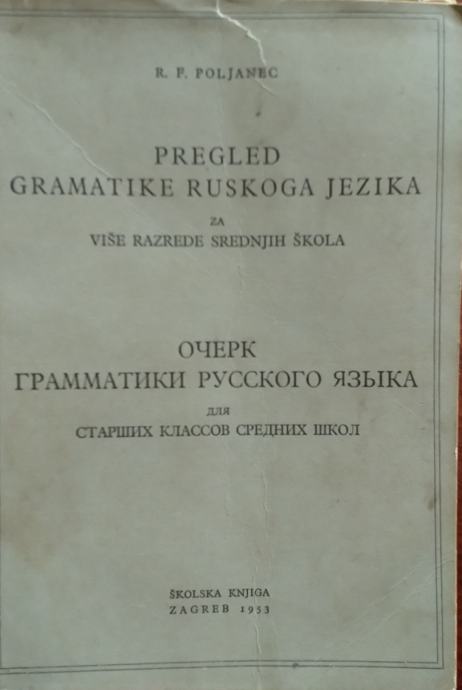 R. F. POLJANEC
PREGLED
GRAMATIKE RUSKOGA JEZIKA
ZA
VIŠE RAZREDE SREDNJIH ŠKOLA
ОЧЕРК
ГРАММАТИКИ РУССКОГО ЯЗЫКА
ДЛЯ
СТАРШИХ КЛАССОВ СРЕДНИХ ШКОЛ
ŠKOLSKA KNJIGA
ZAGREB 1953